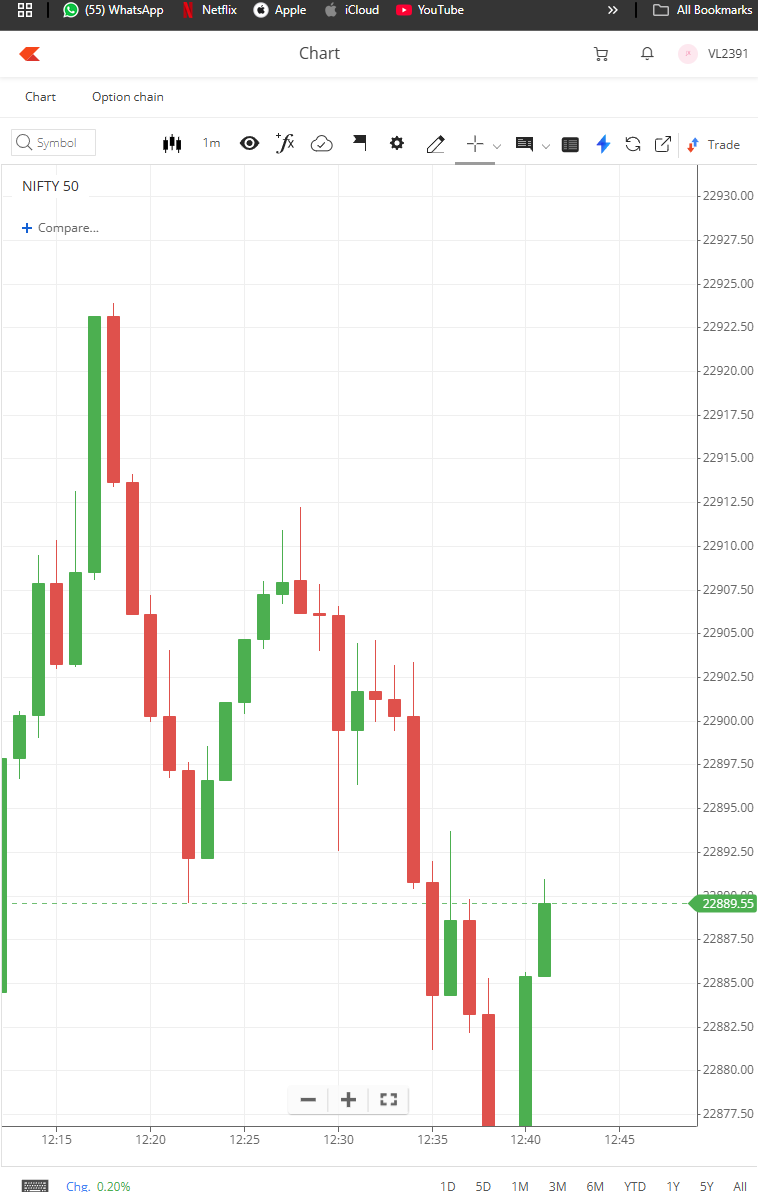 (55) WhatsApp Netflix Apple iCloud YouTube » All Bookmarks
Chart VL2391
Chart Option chain
Symbol 1m Trade
NIFTY 50
+ Compare...
22930.00
22927.50
22925.00
22922.50
22920.00
22917.50
22915.00
22912.50
22910.00
22907.50
22905.00
22902.50
22900.00
22897.50
22895.00
22892.50
22889.55
22887.50
22885.00
22882.50
22880.00
22877.50
12:15 12:20 12:25 12:30 12:35 12:40 12:45
Chg. 0.20% 1D 5D 1M 3M 6M YTD 1Y 5Y All